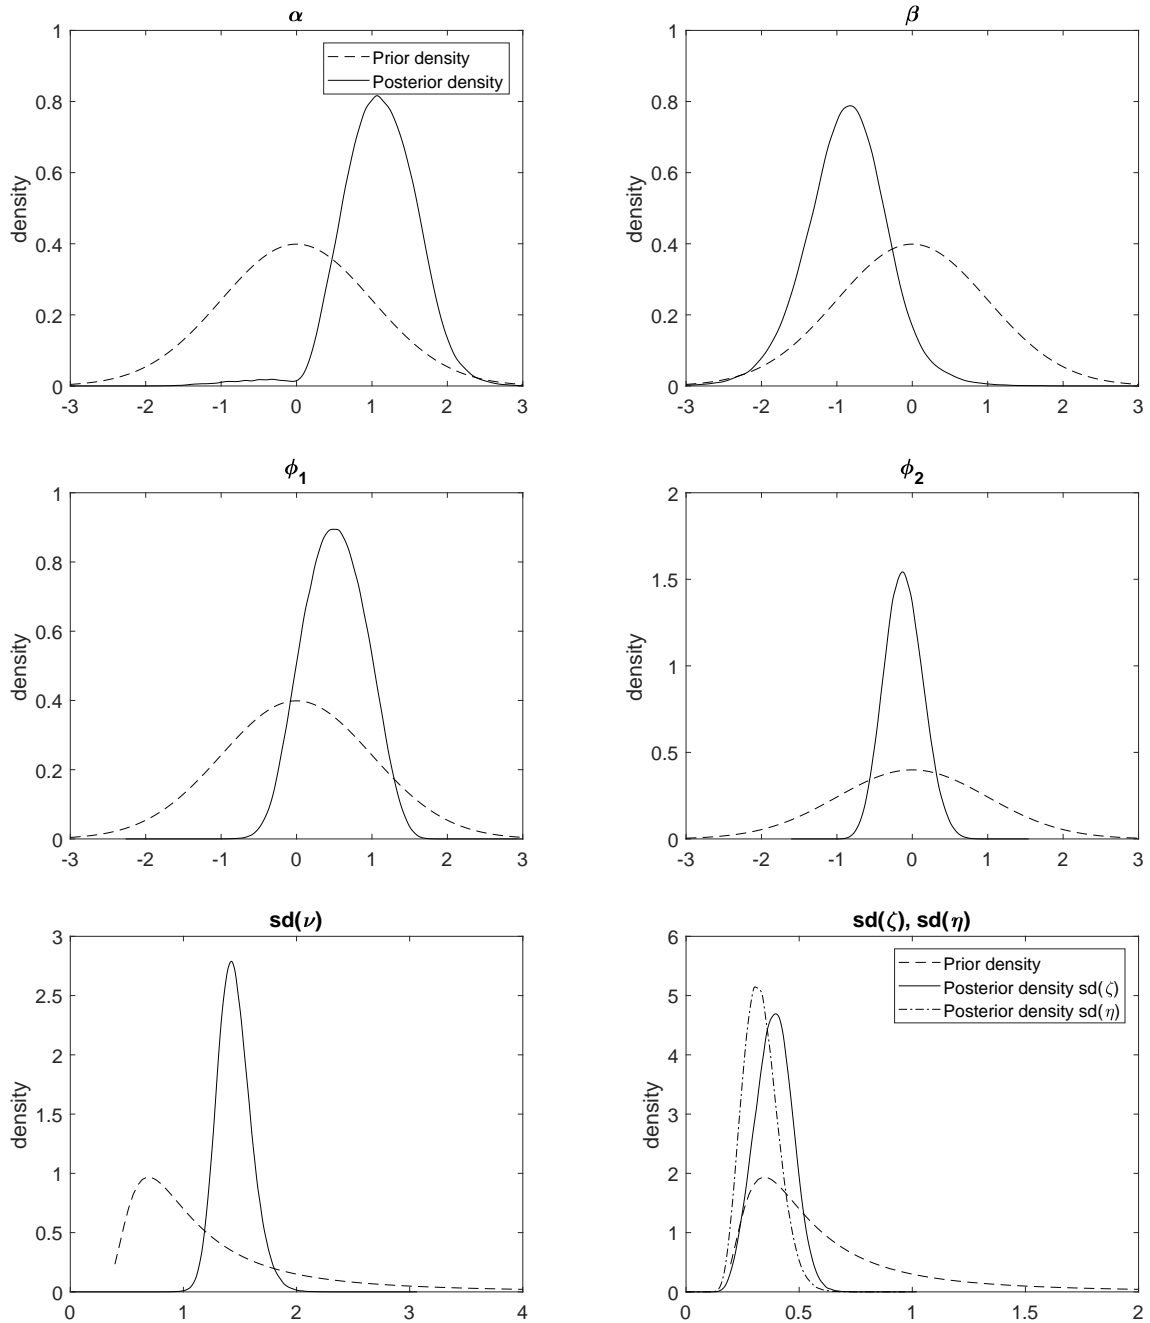 α
density
1
0.8
0.6
0.4
0.2
0
-3 -2 -1 0 1 2 3
Prior density
Posterior density
β
density
1
0.8
0.6
0.4
0.2
0
-3 -2 -1 0 1 2 3
ϕ1
density
1
0.8
0.6
0.4
0.2
0
-3 -2 -1 0 1 2 3
ϕ2
density
2
1.5
1
0.5
0
-3 -2 -1 0 1 2 3
sd(ν)
density
3
2.5
2
1.5
1
0.5
0
0 1 2 3 4
sd(ζ), sd(η)
density
6
5
4
3
2
1
0
0 0.5 1 1.5 2
Prior density
Posterior density sd(ζ)
Posterior density sd(η)